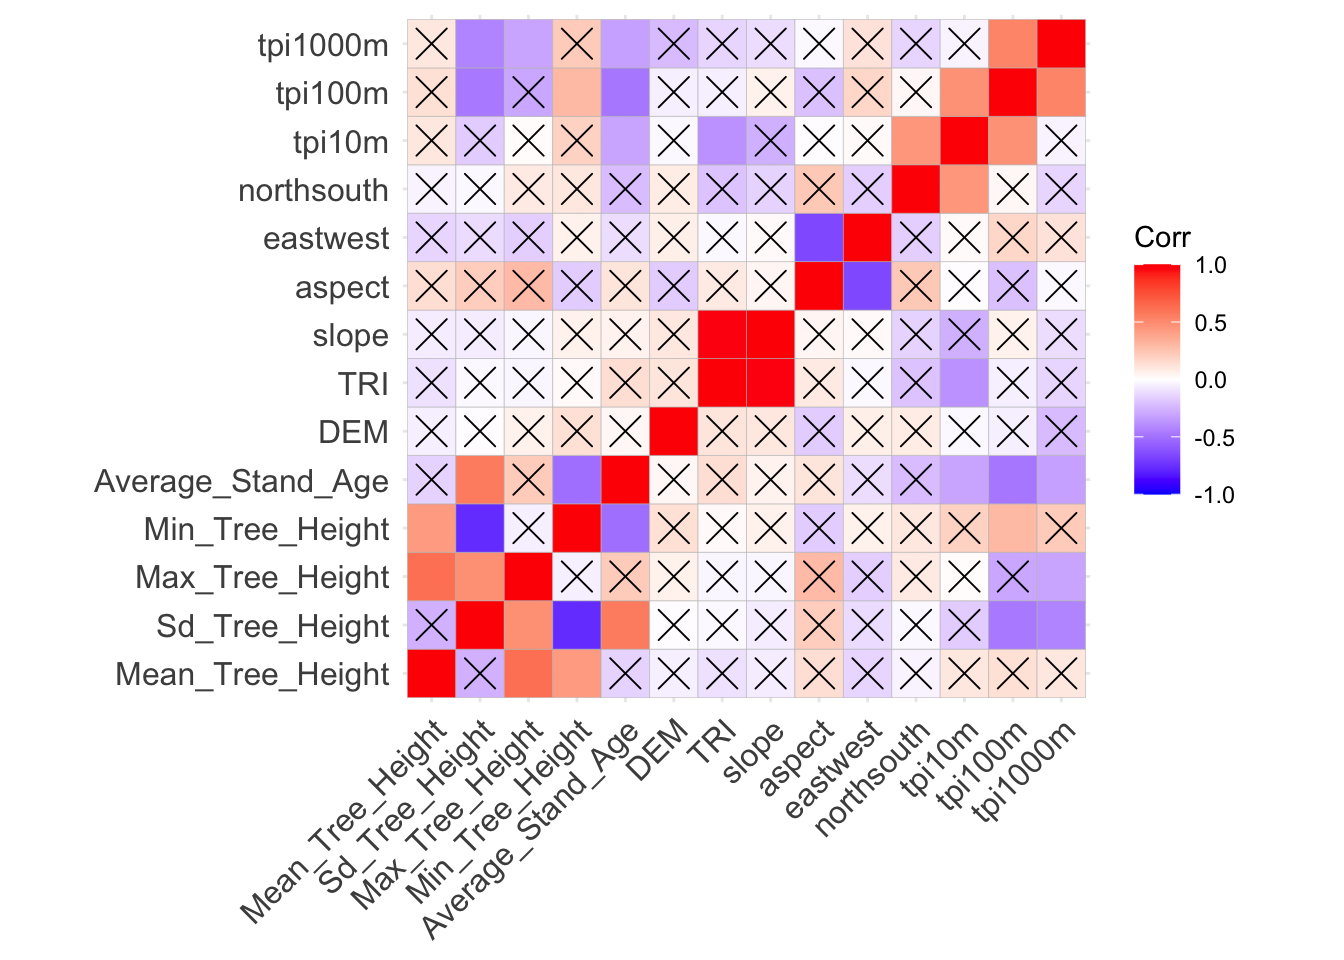 tpi1000m
tpi100m
tpi10m
northsouth
eastwest
aspect
slope
TRI
DEM
Average_Stand_Age
Min_Tree_Height
Max_Tree_Height
Sd_Tree_Height
Mean_Tree_Height
Mean_Tree_Height
Sd_Tree_Height
Max_Tree_Height
Min_Tree_Height
Average_Stand_Age
DEM
TRI
slope
aspect
eastwest
northsouth
tpi10m
tpi100m
tpi1000m
Corr
1.0
0.5
0.0
-0.5
-1.0